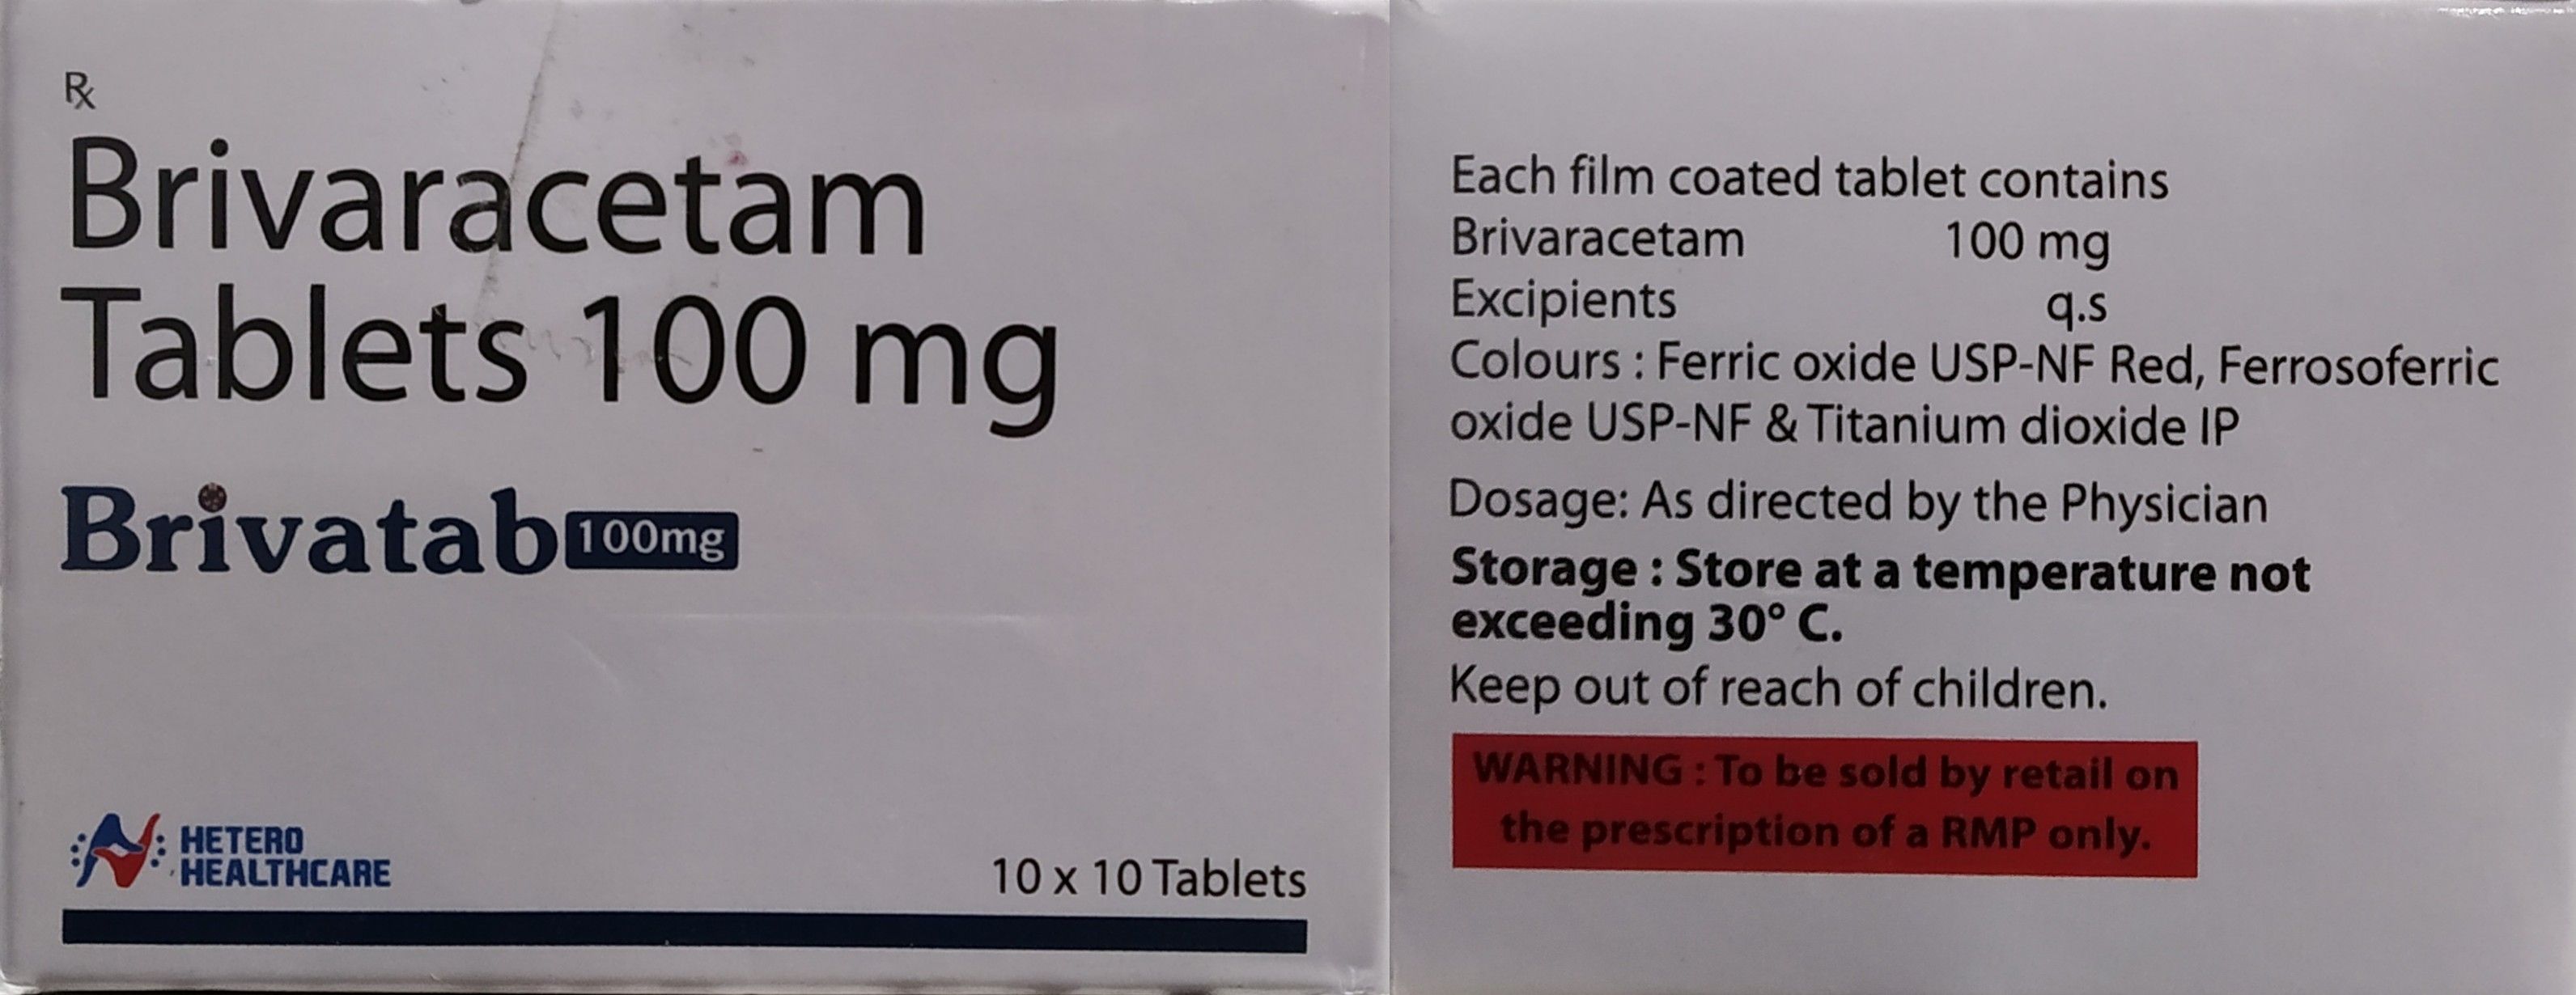 Rx
Brivaracetam
Tablets 100 mg
Brivatab 100mg
HETERO
HEALTHCARE
10 x 10 Tablets
Each film coated tablet contains
Brivaracetam 100 mg
Excipients q.s
Colours : Ferric oxide USP-NF Red, Ferrosoferric
oxide USP-NF & Titanium dioxide IP
Dosage: As directed by the Physician
Storage : Store at a temperature not
exceeding 30° C.
Keep out of reach of children.
WARNING : To be sold by retail on
the prescription of a RMP only.